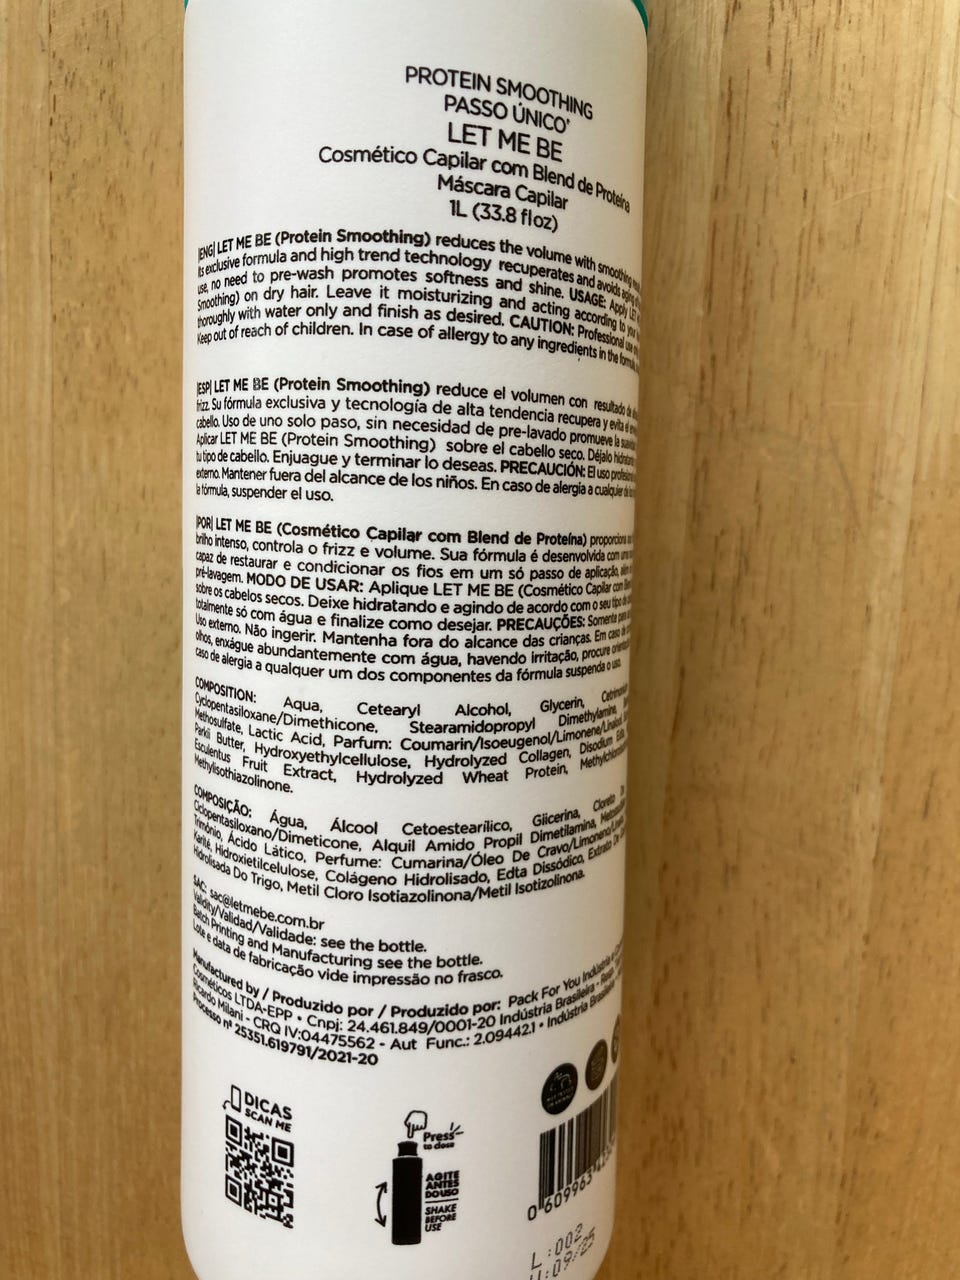 PROTEIN SMOOTHING
PASSO ÚNICO*
LET ME BE
Cosmético Capilar com Blend de Proteína
Máscara Capilar
1L (33.8 fl oz)
|ENG| LET ME BE (Protein Smoothing) reduces the volume with smoothing
Its exclusive formula and high trend technology recuperates and avoids aging
use, no need to pre-wash promotes softness and shine. USAGE: Apply LET
Smoothing) on dry hair. Leave it moisturizing and acting according to your
thoroughly with water only and finish as desired. CAUTION: Professional use
Keep out of reach of children. In case of allergy to any ingredients in the formula,
|ESP| LET ME BE (Protein Smoothing) reduce el volumen con resultado de
frizz. Su fórmula exclusiva y tecnología de alta tendencia recupera y evita el
cabello. Uso de uno solo paso, sin necesidad de pre-lavado promueve la
Aplicar LET ME BE (Protein Smoothing) sobre el cabello seco. Déjalo
tu tipo de cabello. Enjuague y terminar lo deseas. PRECAUCIÓN: El uso
externo. Mantener fuera del alcance de los niños. En caso de alergia a cualquier
la fórmula, suspender el uso.
|POR| LET ME BE (Cosmético Capilar com Blend de Proteína) proporciona
brilho intenso, controla o frizz e volume. Sua fórmula é desenvolvida com
capaz de restaurar e condicionar os fios em um só passo de aplicação,
pré-lavagem. MODO DE USAR: Aplique LET ME BE (Cosmético Capilar com
sobre os cabelos secos. Deixe hidratando e agindo de acordo com o seu tipo de
totalmente só com água e finalize como desejar. PRECAUÇÕES: Somente para
Uso externo. Não ingerir. Mantenha fora do alcance das crianças. Em caso de
olhos, enxágue abundantemente com água, havendo irritação, procure
caso de alergia a qualquer um dos componentes da fórmula suspenda o uso.
COMPOSITION: Aqua, Cetearyl Alcohol, Glycerin,
Cyclopentasiloxane/Dimethicone, Stearamidopropyl Dimethylamine,
Methosulfate, Lactic Acid, Parfum: Coumarin/Isoeugenol/Limonene/Linalool,
Parkii Butter, Hydroxyethylcellulose, Hydrolyzed Collagen, Disodium Edta,
Esculentus Fruit Extract, Hydrolyzed Wheat Protein,
Methylisothiazolinone.
COMPOSIÇÃO: Água, Álcool Cetoestearílico, Glicerina, Cloreto
Ciclopentasiloxano/Dimeticone, Alquil Amido Propil Dimetilamina,
Trimônio, Ácido Lático, Perfume: Cumarina/Óleo De Cravo/Limoneno/
Karité, Hidroxietilcelulose, Colágeno Hidrolisado, Edta Dissódico, Extrato De
Hidrolisada Do Trigo, Metil Cloro Isotiazolinona/Metil Isotizolinona.
SAC: sac@letmebe.com.br
Validity/Validad/Validade: see the bottle.
Batch Printing and Manufacturing see the bottle.
Lote e data de fabricação vide impressão no frasco.
Manufactured by / Produzido por / Produzido por: Pack For You Indústria e
Cosméticos LTDA-EPP • Cnpj: 24.461.849/0001-20 Indústria Brasileira - Resp.
Ricardo Milani - CRQ IV:04475562 - Aut Func.: 2.09442.1 • Indústria Brasileira
Processo nº 25351.619791/2021-20
DICAS
SCAN ME
Press
to dose
AGITE
ANTES
DO USO
SHAKE
BEFORE
USE
0 609963
L:002
09/25